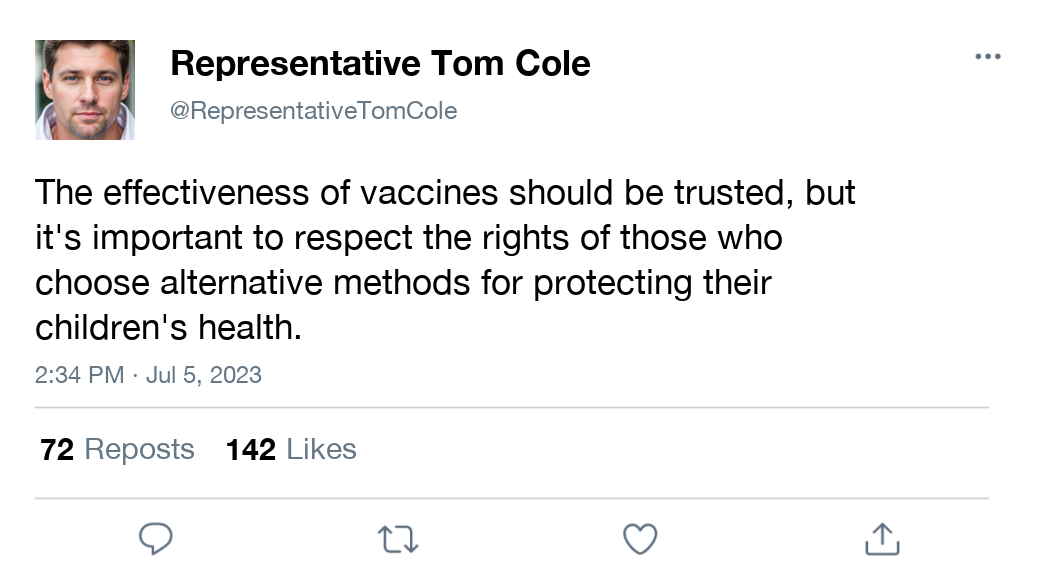 Representative Tom Cole
@RepresentativeTomCole
The effectiveness of vaccines should be trusted, but
it's important to respect the rights of those who
choose alternative methods for protecting their
children's health.
2:34 PM · Jul 5, 2023
72 Reposts 142 Likes